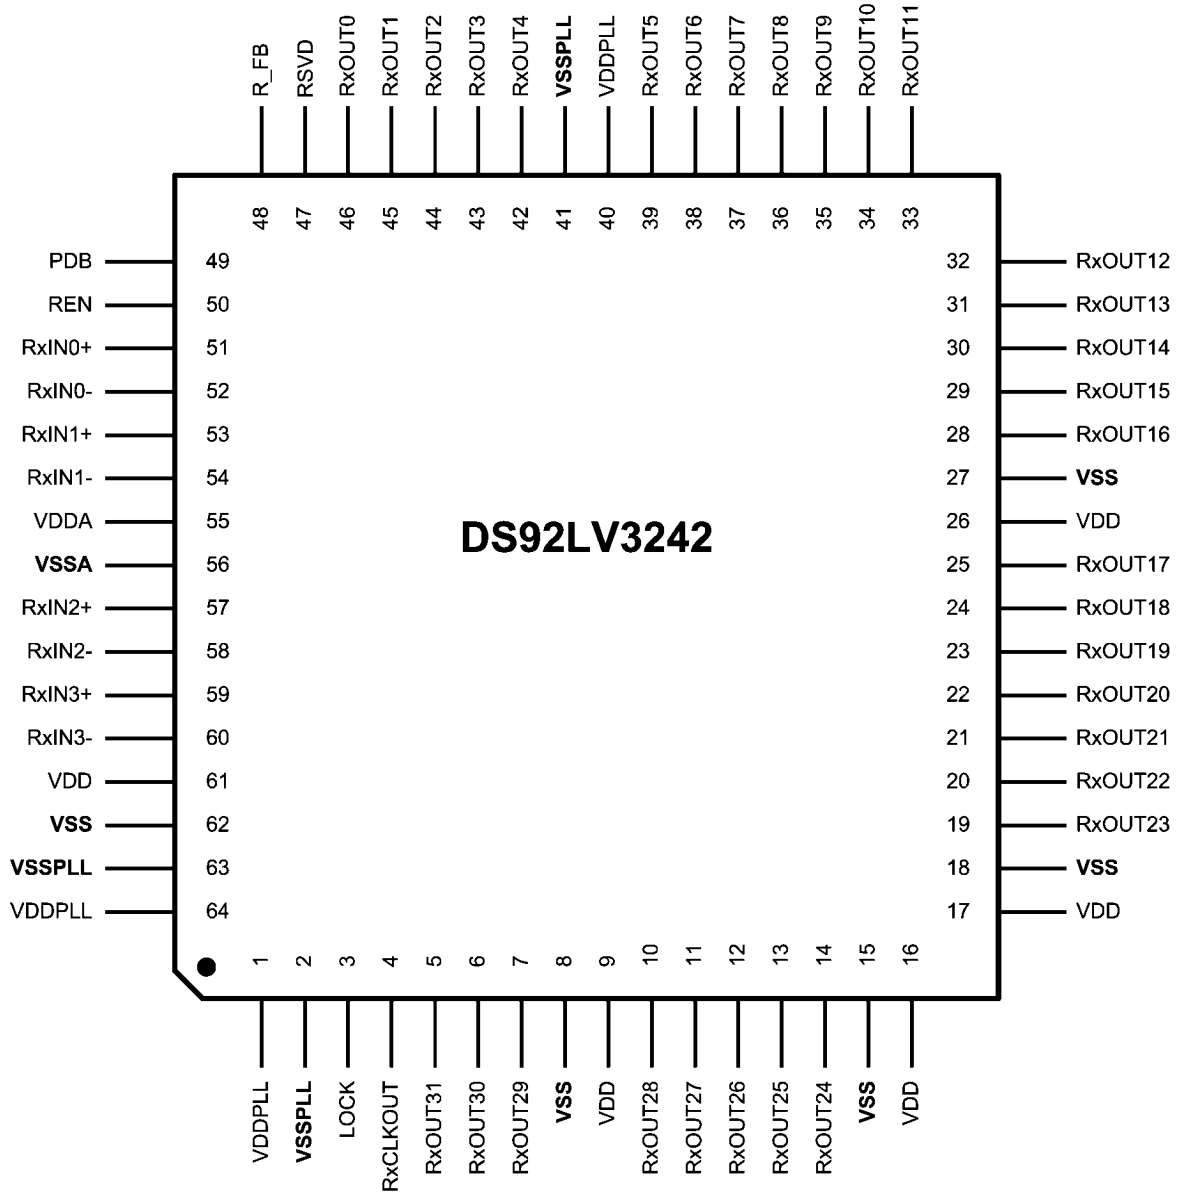 R_FB
RSVD
RxOUT0
RxOUT1
RxOUT2
RxOUT3
RxOUT4
VSSPLL
VDDPLL
RxOUT5
RxOUT6
RxOUT7
RxOUT8
RxOUT9
RxOUT10
RxOUT11
48
47
46
45
44
43
42
41
40
39
38
37
36
35
34
33
PDB 49
REN 50
RxIN0+ 51
RxIN0- 52
RxIN1+ 53
RxIN1- 54
VDDA 55
VSSA 56
RxIN2+ 57
RxIN2- 58
RxIN3+ 59
RxIN3- 60
VDD 61
VSS 62
VSSPLL 63
VDDPLL 64
DS92LV3242
32 RxOUT12
31 RxOUT13
30 RxOUT14
29 RxOUT15
28 RxOUT16
27 VSS
26 VDD
25 RxOUT17
24 RxOUT18
23 RxOUT19
22 RxOUT20
21 RxOUT21
20 RxOUT22
19 RxOUT23
18 VSS
17 VDD
1
2
3
4
5
6
7
8
9
10
11
12
13
14
15
16
VDDPLL
VSSPLL
LOCK
RxCLKOUT
RxOUT31
RxOUT30
RxOUT29
VSS
VDD
RxOUT28
RxOUT27
RxOUT26
RxOUT25
RxOUT24
VSS
VDD